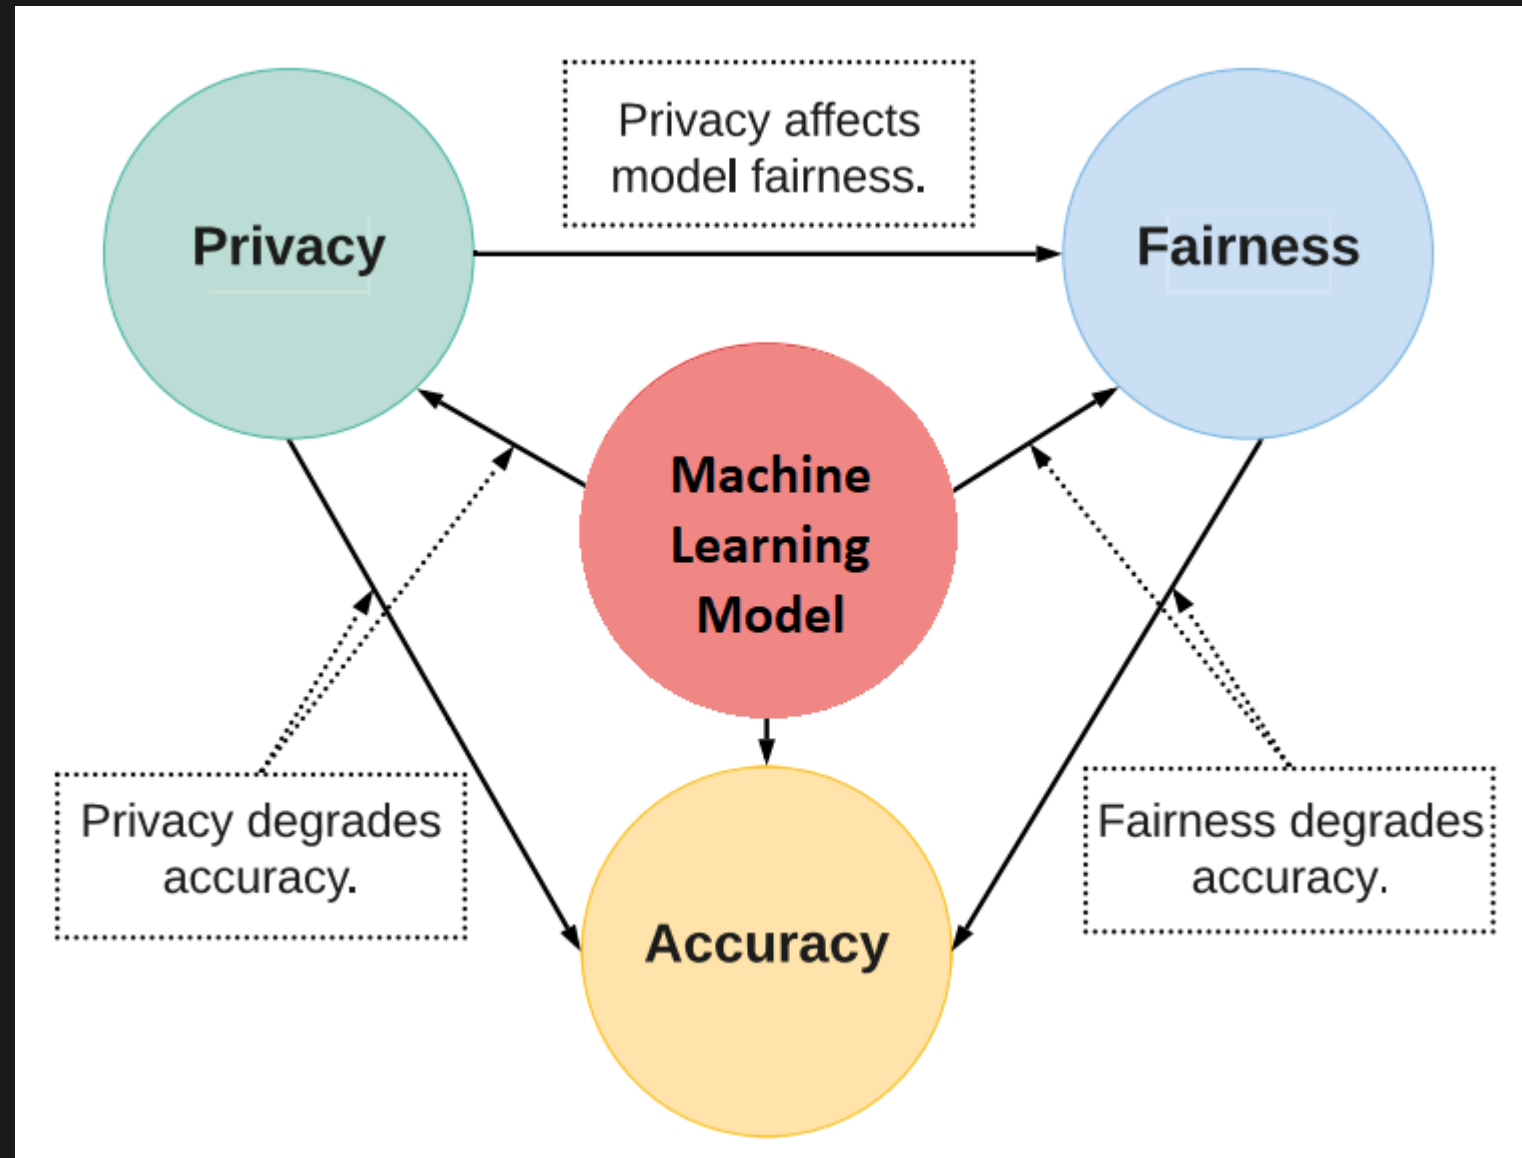 Privacy affects
model fairness.
Privacy
Fairness
Machine
Learning
Model
Privacy degrades
accuracy.
Fairness degrades
accuracy.
Accuracy